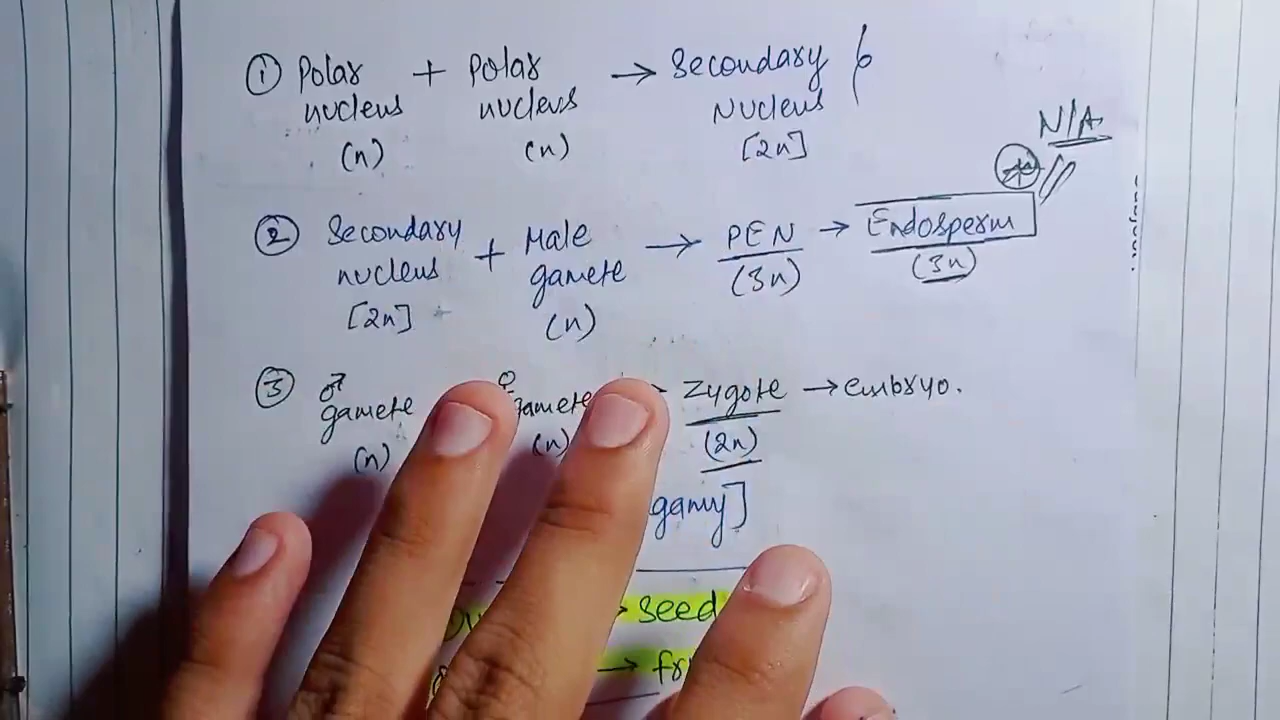 ① Polar + Polar → Secondary
nucleus nucleus Nucleus
(n) (n) [2n]
N/A
② Secondary + Male → PEN → Endosperm
nucleus gamete (3n) (3n)
[2n] (n)
③ ♂ ♀ Zygote → embryo.
gamete gamete (2n)
(n) (n)
gamy]
→ seed
→